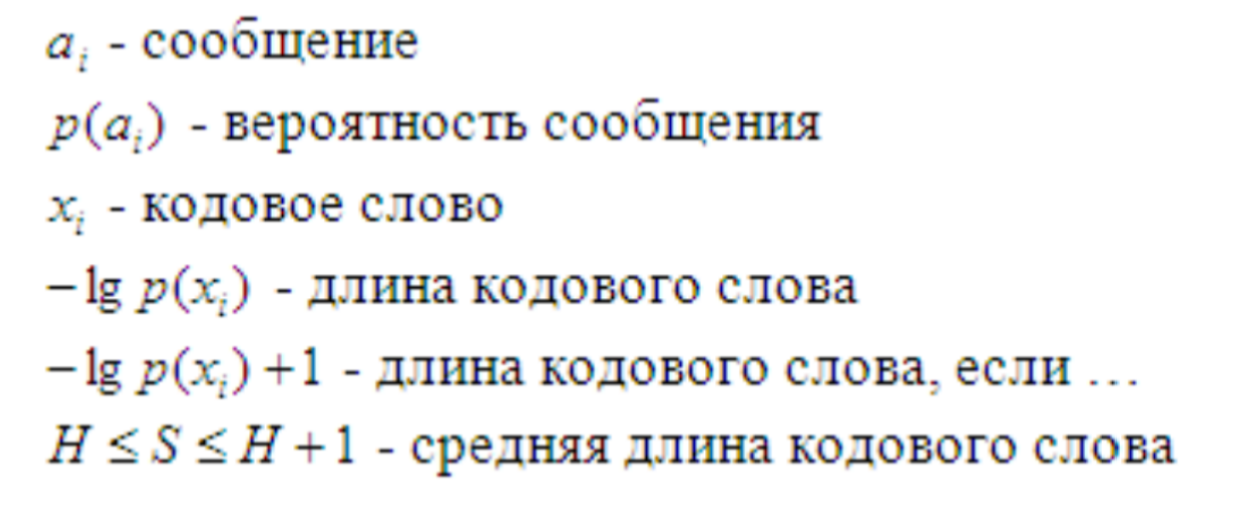 a_i - сообщение
p(a_i) - вероятность сообщения
x_i - кодовое слово
−lg p(x_i) - длина кодового слова
−lg p(x_i)+1 - длина кодового слова, если ...
H ≤ S ≤ H +1 - средняя длина кодового слова